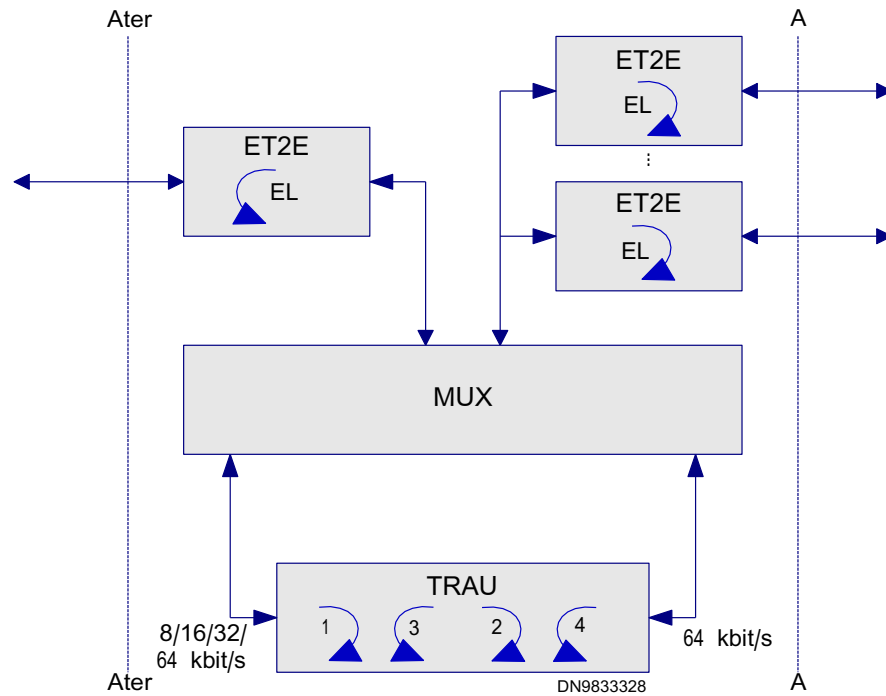 Ater
A
ET2E
EL
ET2E
EL
ET2E
EL
MUX
TRAU
1
3
2
4
8/16/32/
64 kbit/s
64 kbit/s
Ater
DN9833328
A